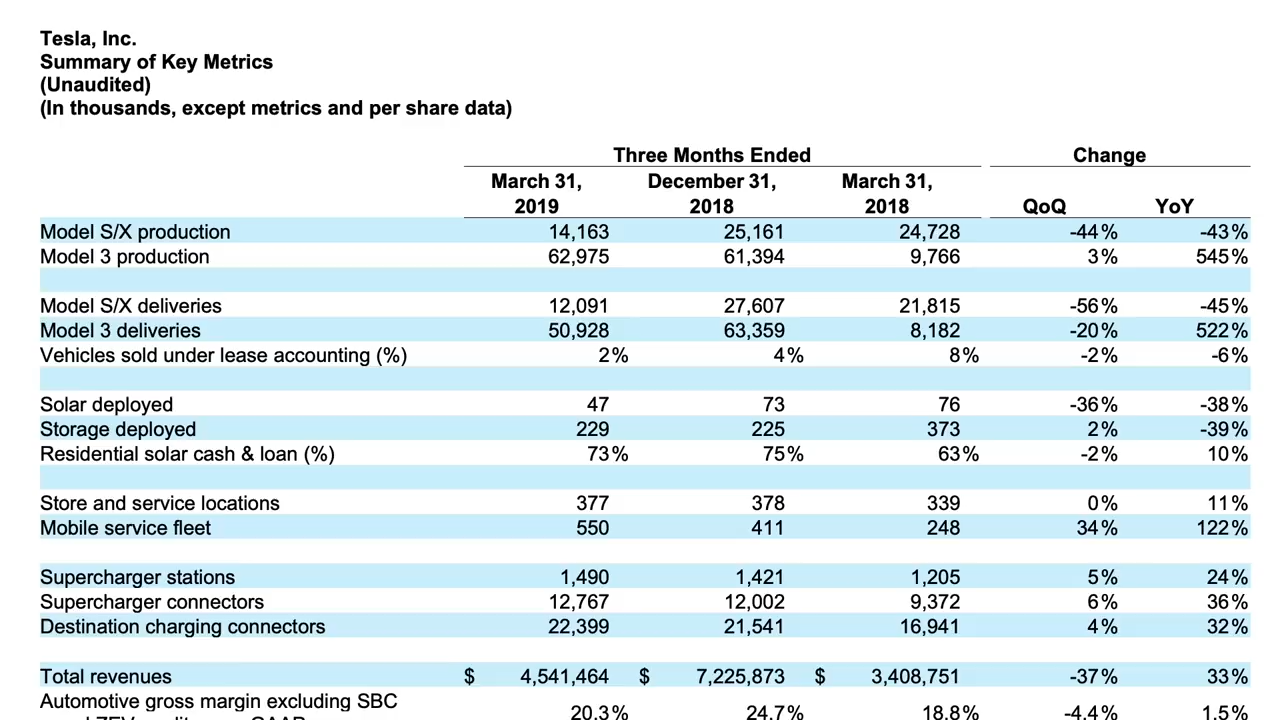 Tesla, Inc.
Summary of Key Metrics
(Unaudited)
(In thousands, except metrics and per share data)
Three Months Ended Change
March 31, December 31, March 31,
2019 2018 2018 QoQ YoY
Model S/X production 14,163 25,161 24,728 -44% -43%
Model 3 production 62,975 61,394 9,766 3% 545%
Model S/X deliveries 12,091 27,607 21,815 -56% -45%
Model 3 deliveries 50,928 63,359 8,182 -20% 522%
Vehicles sold under lease accounting (%) 2% 4% 8% -2% -6%
Solar deployed 47 73 76 -36% -38%
Storage deployed 229 225 373 2% -39%
Residential solar cash & loan (%) 73% 75% 63% -2% 10%
Store and service locations 377 378 339 0% 11%
Mobile service fleet 550 411 248 34% 122%
Supercharger stations 1,490 1,421 1,205 5% 24%
Supercharger connectors 12,767 12,002 9,372 6% 36%
Destination charging connectors 22,399 21,541 16,941 4% 32%
Total revenues $ 4,541,464 $ 7,225,873 $ 3,408,751 -37% 33%
Automotive gross margin excluding SBC
20.3% 24.7% 18.8% -4.4% 1.5%